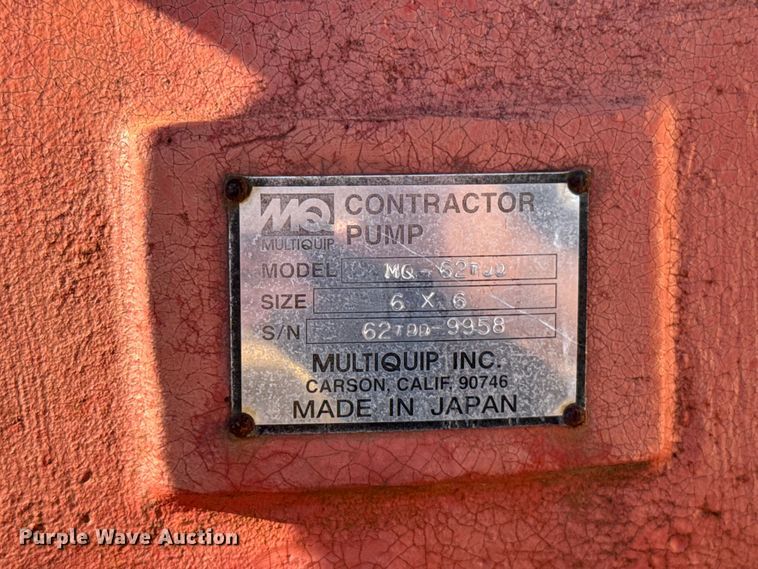 MQ CONTRACTOR
MULTIQUIP PUMP
MODEL MQ-62TDD
SIZE 6 X 6
S/N 62TDD-9958
MULTIQUIP INC.
CARSON, CALIF. 90746
MADE IN JAPAN
Purple Wave Auction